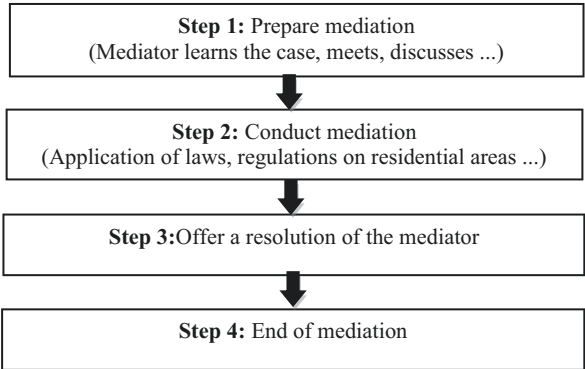 Step 1: Prepare mediation
(Mediator learns the case, meets, discusses ...)
Step 2: Conduct mediation
(Application of laws, regulations on residential areas ...)
Step 3:Offer a resolution of the mediator
Step 4: End of mediation